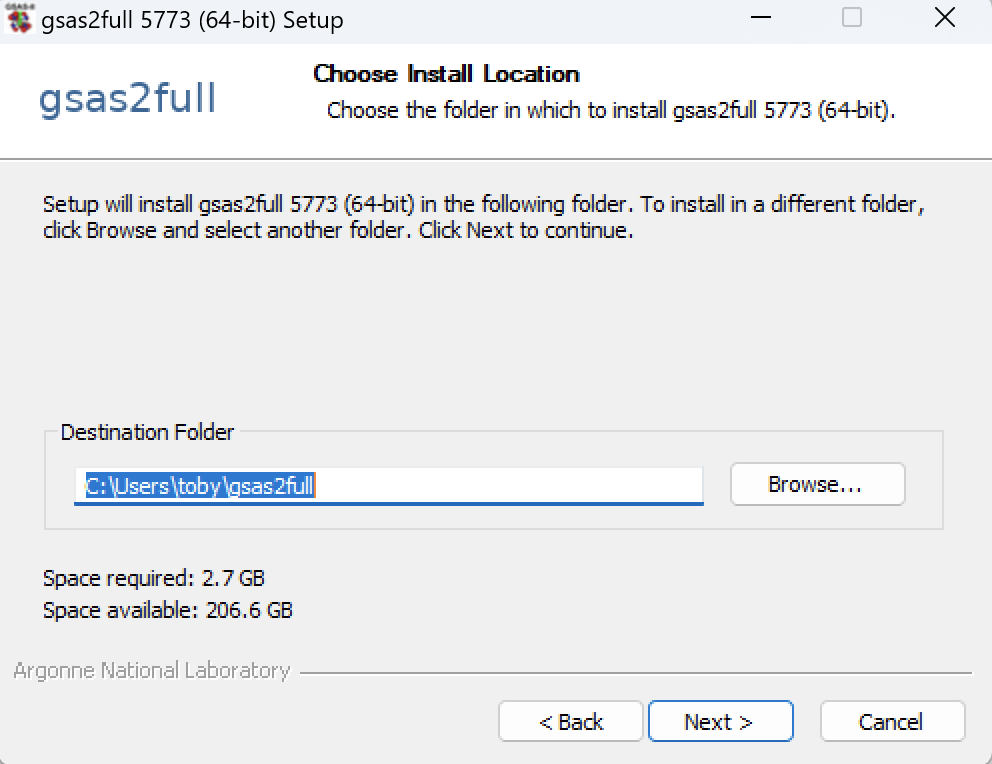 GSAS-II
gsas2full 5773 (64-bit) Setup
gsas2full
Choose Install Location
Choose the folder in which to install gsas2full 5773 (64-bit).
Setup will install gsas2full 5773 (64-bit) in the following folder. To install in a different folder,
click Browse and select another folder. Click Next to continue.
Destination Folder
C:\Users\toby\gsas2full
Browse...
Space required: 2.7 GB
Space available: 206.6 GB
Argonne National Laboratory
< Back
Next >
Cancel